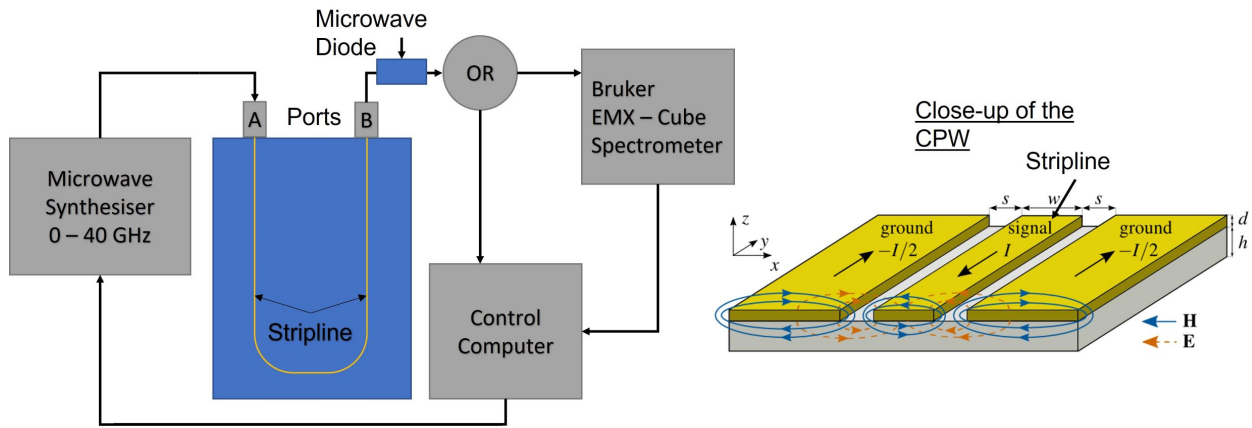 Microwave
Diode
OR
Bruker
EMX – Cube
Spectrometer
A
Ports
B
Microwave
Synthesiser
0 – 40 GHz
Stripline
Control
Computer
Close-up of the
CPW
Stripline
s
w
s
z
y
x
ground
−I/2
signal
I
ground
−I/2
d
h
H
E